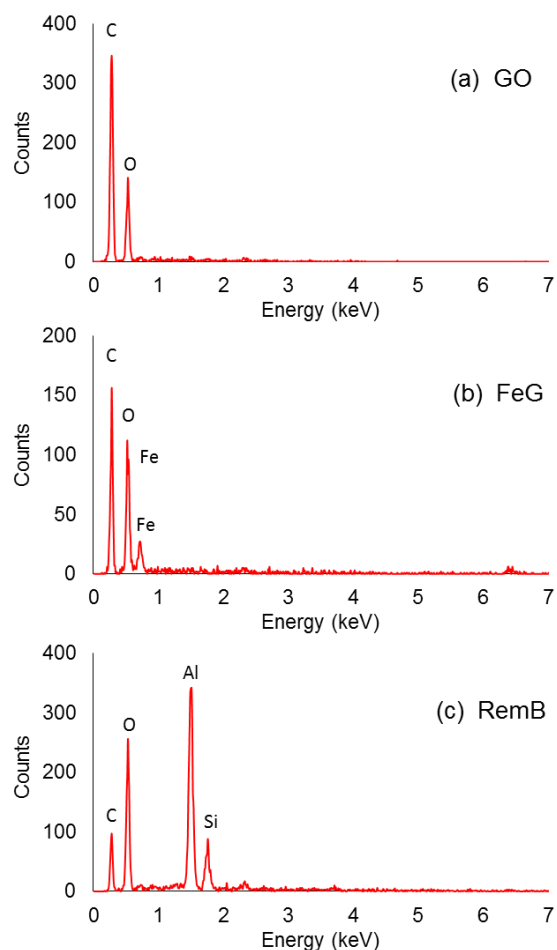 400
C
(a) GO
300
Counts
200
O
100
0
0 1 2 3 4 5 6 7
Energy (keV)
200
C
(b) FeG
150
O
Fe
Counts
100
50
Fe
0
0 1 2 3 4 5 6 7
Energy (keV)
400
Al
(c) RemB
300
O
Counts
200
C
Si
100
0
0 1 2 3 4 5 6 7
Energy (keV)